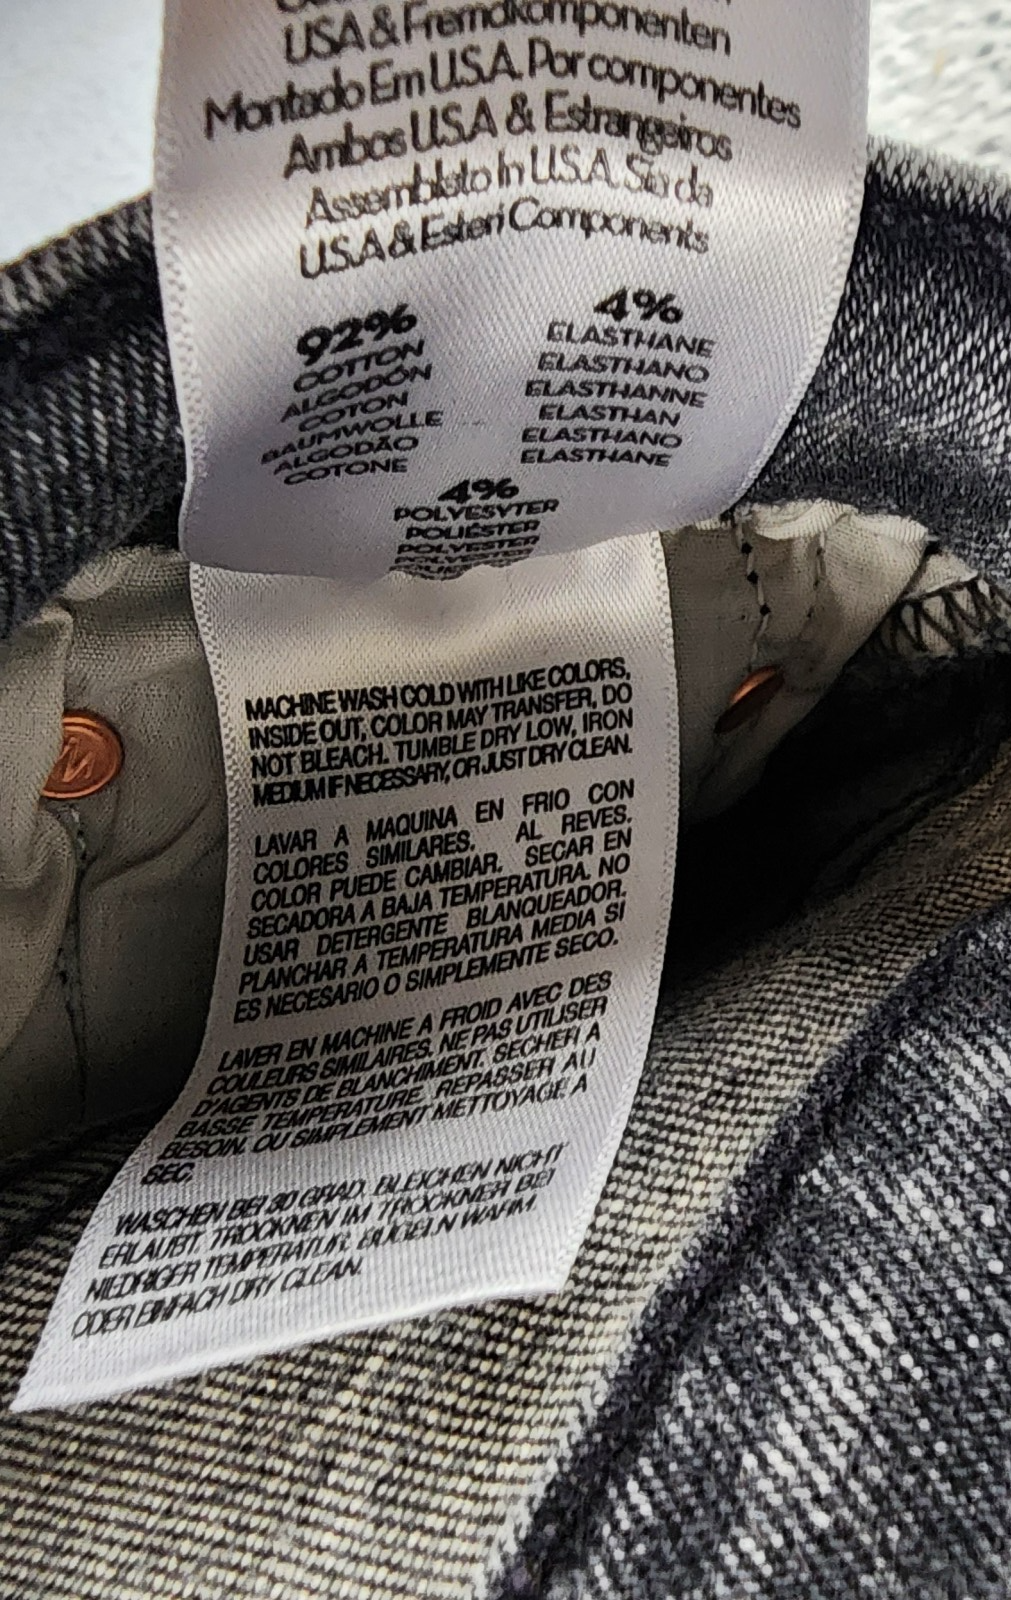 USA & Fremdkomponenten
Montado Em U.S.A. Por componentes
Ambos U.S.A & Estrangeiros
Assemblato In U.S.A. Sia da
U.S.A & Esteri Components
92%
COTTON
ALGODÓN
COTON
BAUMWOLLE
ALGODÃO
COTONE
4%
ELASTHANE
ELASTHANO
ELASTHANNE
ELASTHAN
ELASTHANO
ELASTHANE
4%
POLYESYTER
POLIÉSTER
POLYESTER
POLYESTER
MACHINE WASH COLD WITH LIKE COLORS,
INSIDE OUT, COLOR MAY TRANSFER, DO
NOT BLEACH. TUMBLE DRY LOW, IRON
MEDIUM IF NECESSARY, OR JUST DRY CLEAN.
LAVAR A MAQUINA EN FRIO CON
COLORES SIMILARES. AL REVES.
COLOR PUEDE CAMBIAR. SECAR EN
SECADORA A BAJA TEMPERATURA. NO
USAR DETERGENTE BLANQUEADOR.
PLANCHAR A TEMPERATURA MEDIA SI
ES NECESARIO O SIMPLEMENTE SECO.
LAVER EN MACHINE A FROID AVEC DES
COULEURS SIMILAIRES. NE PAS UTILISER
D'AGENTS DE BLANCHIMENT. SECHER A
BASSE TEMPERATURE. REPASSER AU
BESOIN. OU SIMPLEMENT METTOYAGE A
SEC.
WASCHEN BEI 30 GRAD. BLEICHEN NICHT
ERLAUBT. TROCKNEN IM TROCKNER BEI
NIEDRIGER TEMPERATUR. BÜGELN WARM.
ODER EINFACH DRY CLEAN.